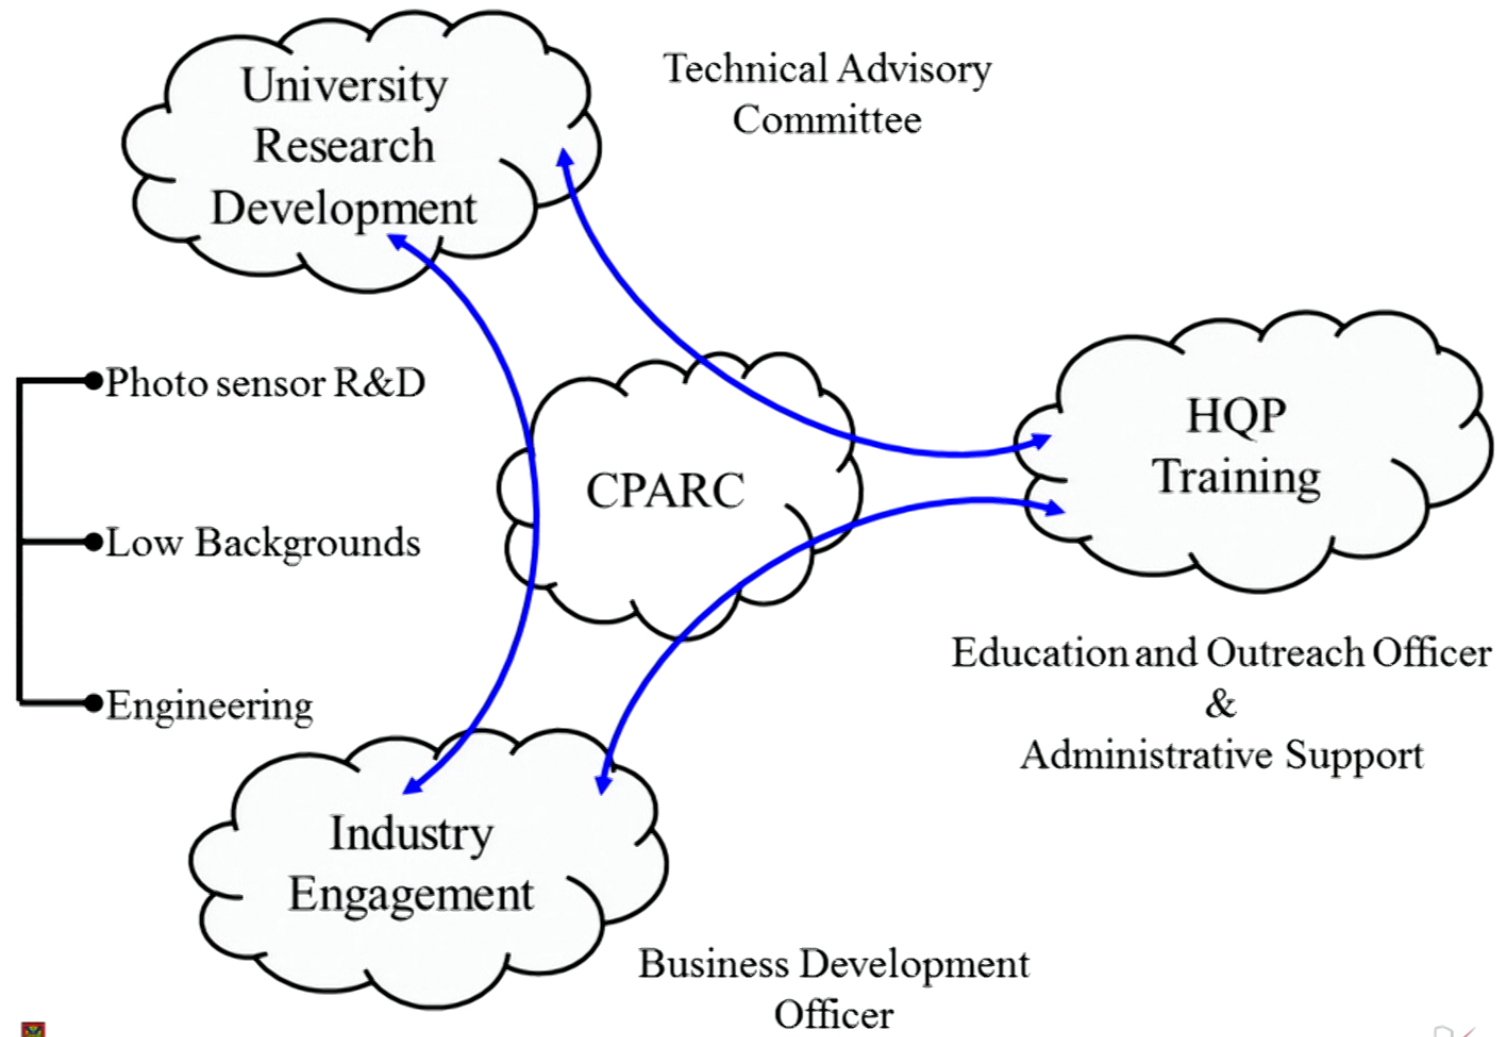 University
Research
Development
Technical Advisory
Committee
Photo sensor R&D
Low Backgrounds
Engineering
CPARC
HQP
Training
Education and Outreach Officer
&
Administrative Support
Industry
Engagement
Business Development
Officer